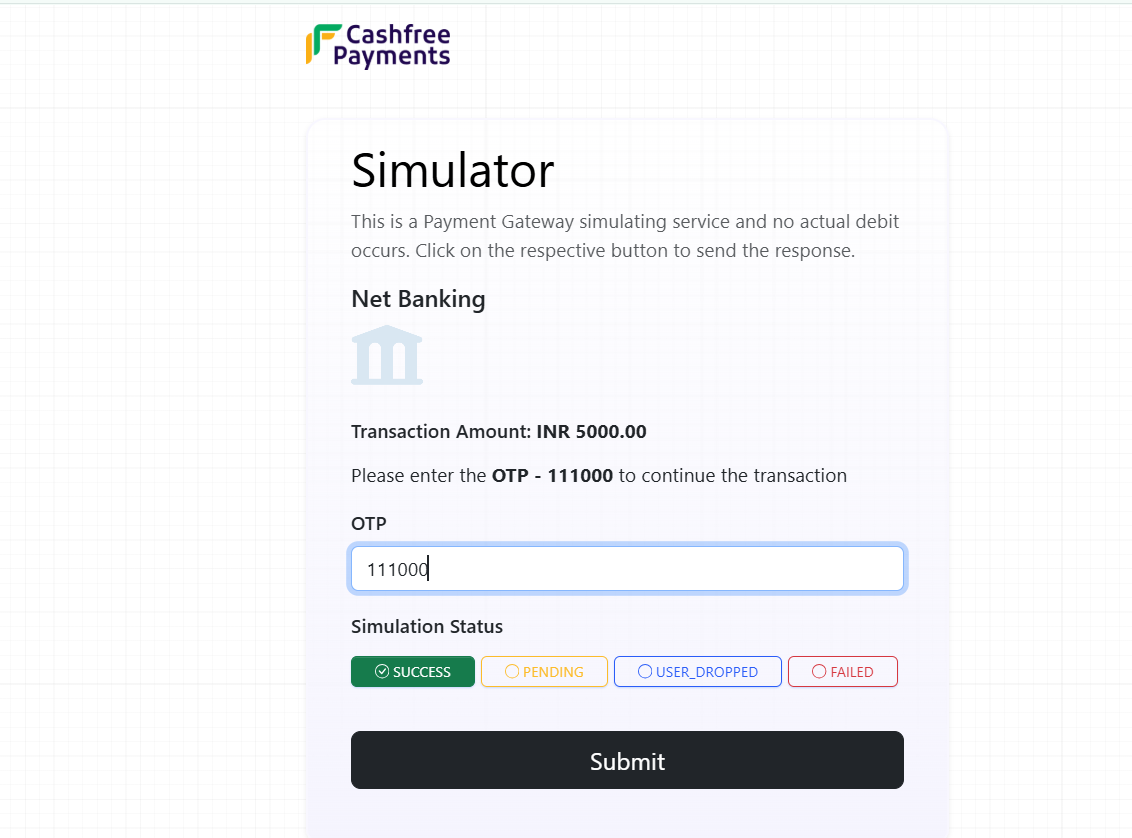 Cashfree
Payments
Simulator
This is a Payment Gateway simulating service and no actual debit
occurs. Click on the respective button to send the response.
Net Banking
Transaction Amount: INR 5000.00
Please enter the OTP - 111000 to continue the transaction
OTP
111000
Simulation Status
SUCCESS PENDING USER_DROPPED FAILED
Submit